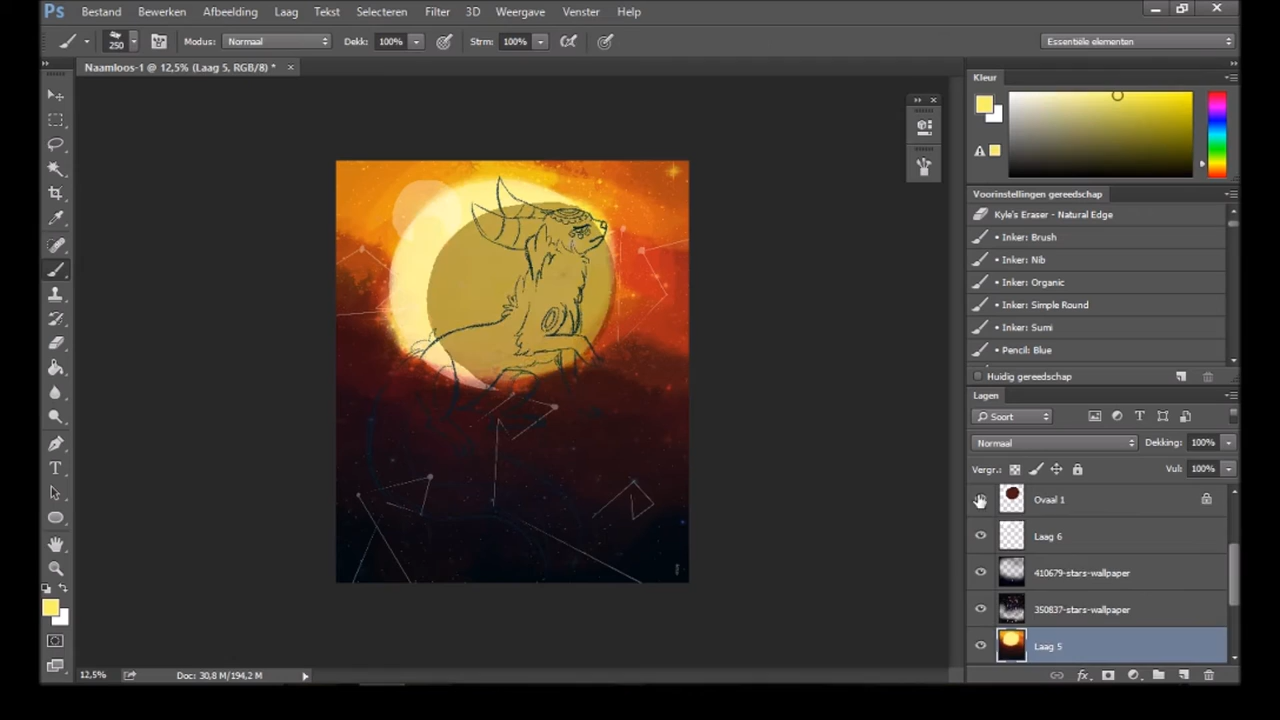 Ps Bestand Bewerken Afbeelding Laag Tekst Selecteren Filter 3D Weergave Venster Help
250 Modus: Normaal Dekk: 100% Strm: 100% Essentiële elementen
Naamloos-1 @ 12,5% (Laag 5, RGB/8) *
Kleur
Voorinstellingen gereedschap
Kyle's Eraser - Natural Edge
• Inker: Brush
• Inker: Nib
• Inker: Organic
• Inker: Simple Round
• Inker: Sumi
• Pencil: Blue
Huidig gereedschap
Lagen
Soort
Normaal Dekking: 100%
Vergr.: Vul: 100%
Ovaal 1
Laag 6
410679-stars-wallpaper
350837-stars-wallpaper
Laag 5
12,5% Doc: 30,8 M/194,2 M